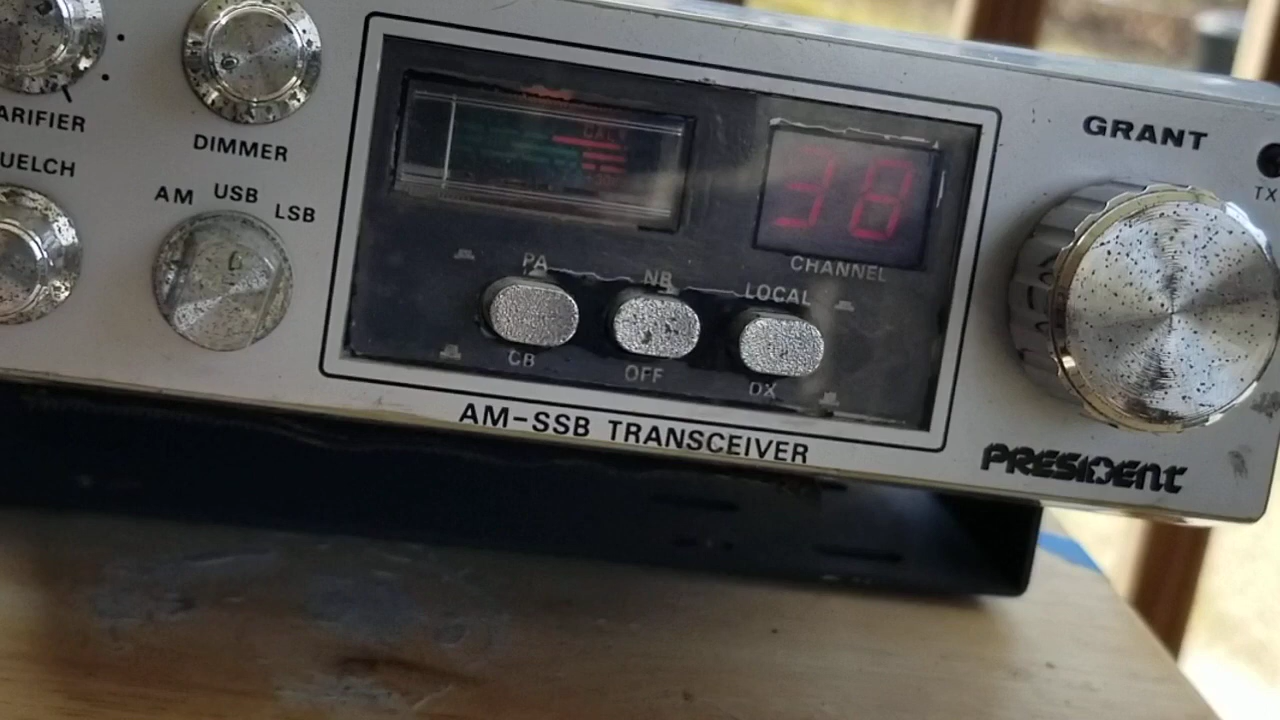 ARIFIER
DIMMER
UELCH
AM USB LSB
CAL
38
CHANNEL
PA NB LOCAL
CB OFF DX
AM-SSB TRANSCEIVER
GRANT
TX
PRESIDENT